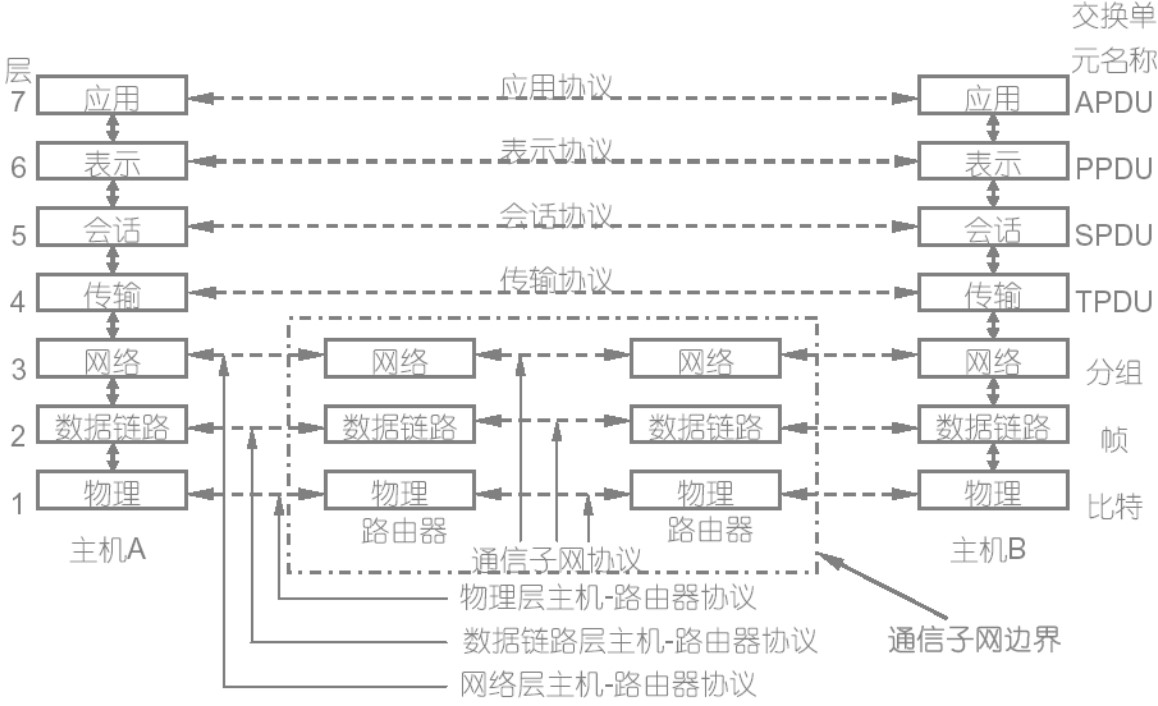 交换单
元名称
层
7 应用 应用协议 应用 APDU
6 表示 表示协议 表示 PPDU
5 会话 会话协议 会话 SPDU
4 传输 传输协议 传输 TPDU
3 网络 网络 网络 网络 分组
2 数据链路 数据链路 数据链路 数据链路 帧
1 物理 物理 物理 物理 比特
主机A 路由器 路由器 主机B
通信子网协议
物理层主机-路由器协议
数据链路层主机-路由器协议 通信子网边界
网络层主机-路由器协议